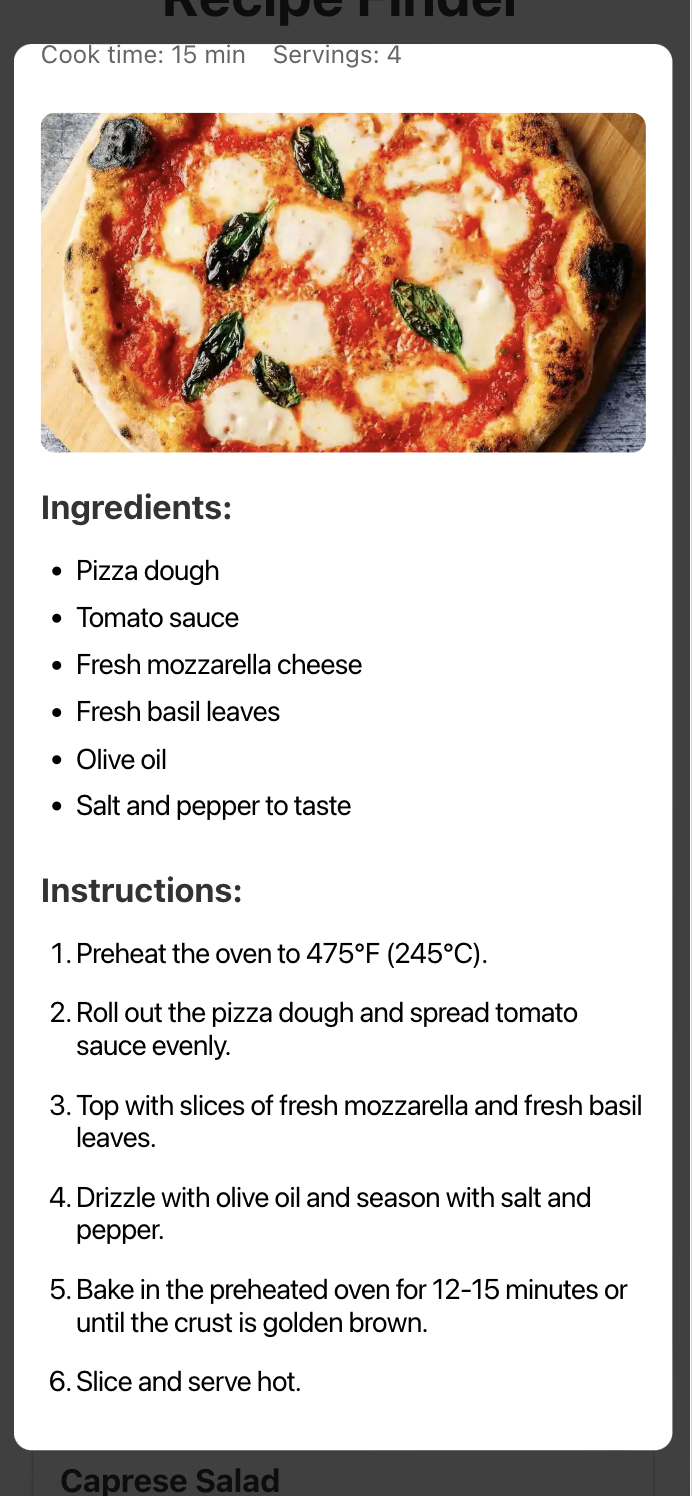 Recipe Finder
Cook time: 15 min Servings: 4
Ingredients:
• Pizza dough
• Tomato sauce
• Fresh mozzarella cheese
• Fresh basil leaves
• Olive oil
• Salt and pepper to taste
Instructions:
1. Preheat the oven to 475°F (245°C).
2. Roll out the pizza dough and spread tomato
sauce evenly.
3. Top with slices of fresh mozzarella and fresh basil
leaves.
4. Drizzle with olive oil and season with salt and
pepper.
5. Bake in the preheated oven for 12-15 minutes or
until the crust is golden brown.
6. Slice and serve hot.
Caprese Salad